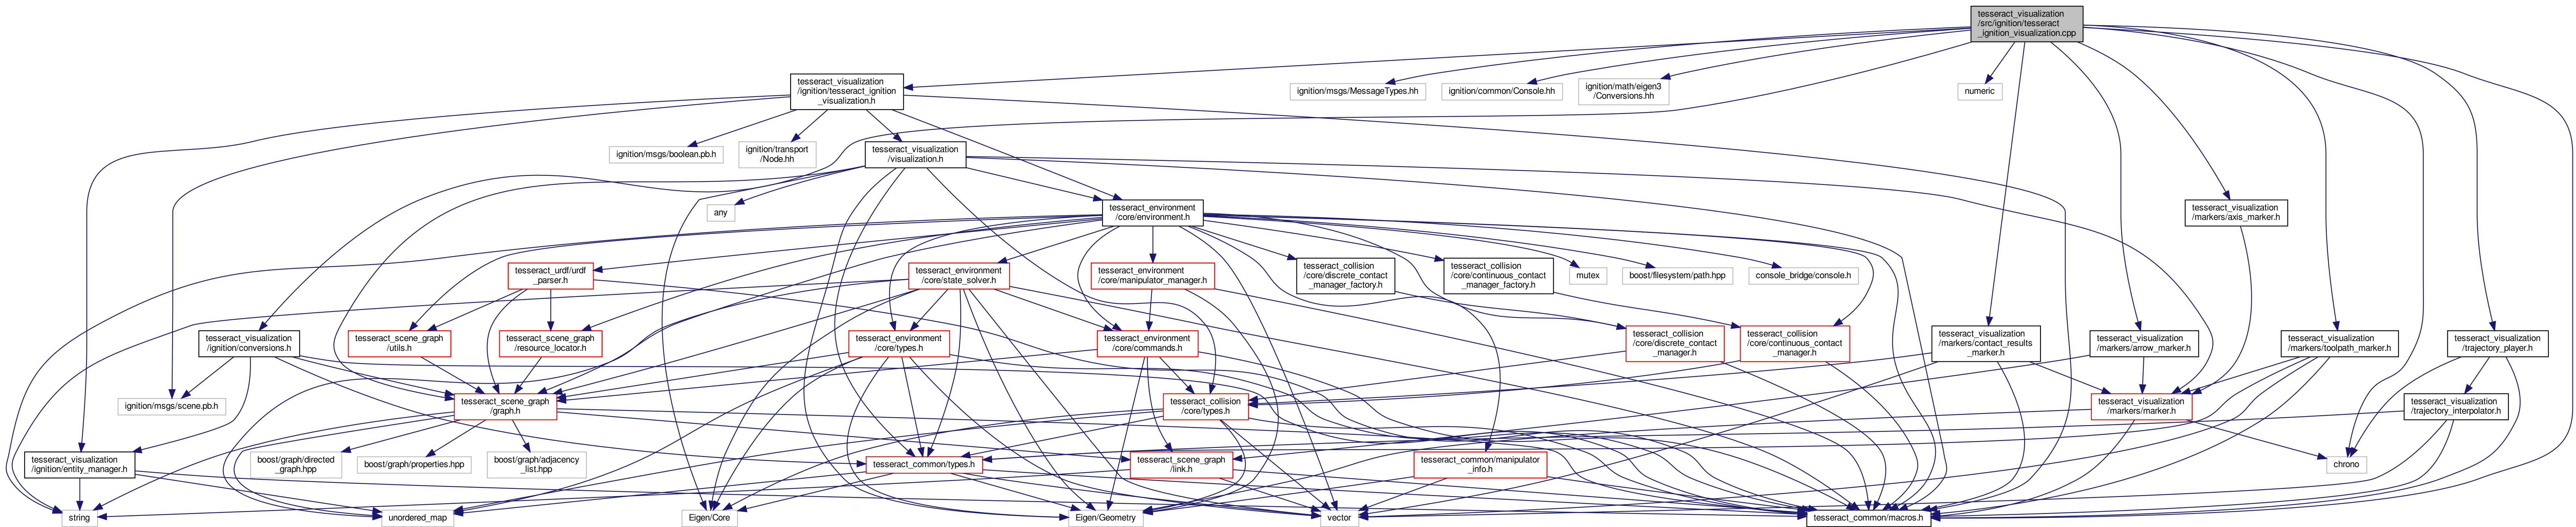 tesseract_visualization
/src/ignition/tesseract
_ignition_visualization.cpp
tesseract_visualization
/ignition/tesseract_ignition
_visualization.h
ignition/msgs/MessageTypes.hh
ignition/common/Console.hh
ignition/math/eigen3
/Conversions.hh
numeric
ignition/msgs/boolean.pb.h
ignition/transport
/Node.hh
tesseract_visualization
/visualization.h
any
tesseract_environment
/core/environment.h
tesseract_visualization
/markers/axis_marker.h
tesseract_urdf/urdf
_parser.h
tesseract_environment
/core/state_solver.h
tesseract_environment
/core/manipulator_manager.h
tesseract_collision
/core/discrete_contact
_manager_factory.h
tesseract_collision
/core/continuous_contact
_manager_factory.h
mutex
boost/filesystem/path.hpp
console_bridge/console.h
tesseract_visualization
/ignition/conversions.h
tesseract_scene_graph
/utils.h
tesseract_scene_graph
/resource_locator.h
tesseract_environment
/core/types.h
tesseract_environment
/core/commands.h
tesseract_collision
/core/discrete_contact
_manager.h
tesseract_collision
/core/continuous_contact
_manager.h
tesseract_visualization
/markers/contact_results
_marker.h
tesseract_visualization
/markers/arrow_marker.h
tesseract_visualization
/markers/toolpath_marker.h
tesseract_visualization
/trajectory_player.h
ignition/msgs/scene.pb.h
tesseract_scene_graph
/graph.h
tesseract_collision
/core/types.h
tesseract_visualization
/markers/marker.h
tesseract_visualization
/trajectory_interpolator.h
tesseract_visualization
/ignition/entity_manager.h
boost/graph/directed
_graph.hpp
boost/graph/properties.hpp
boost/graph/adjacency
_list.hpp
tesseract_common/types.h
tesseract_scene_graph
/link.h
tesseract_common/manipulator
_info.h
chrono
string
unordered_map
Eigen/Core
Eigen/Geometry
vector
tesseract_common/macros.h